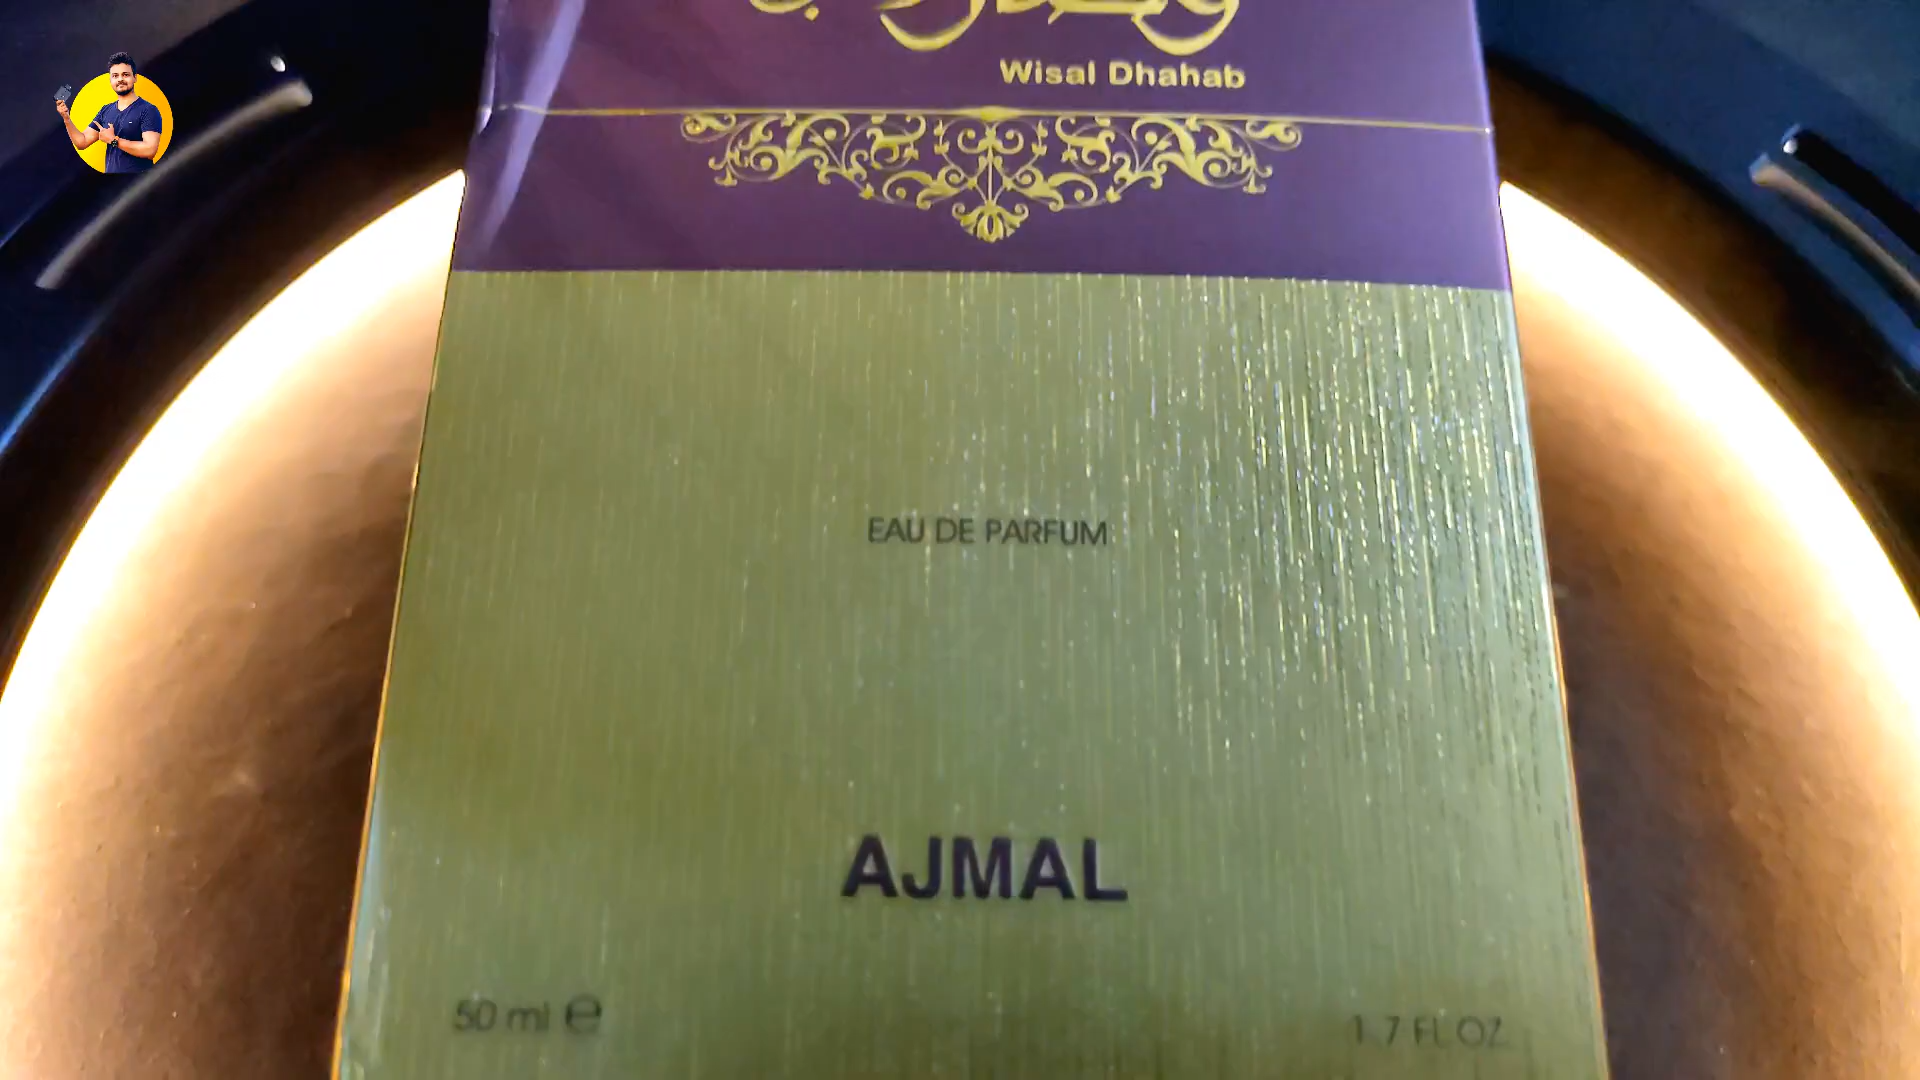 Wisal Dhahab
EAU DE PARFUM
AJMAL
50 ml ℮
1.7 FL OZ